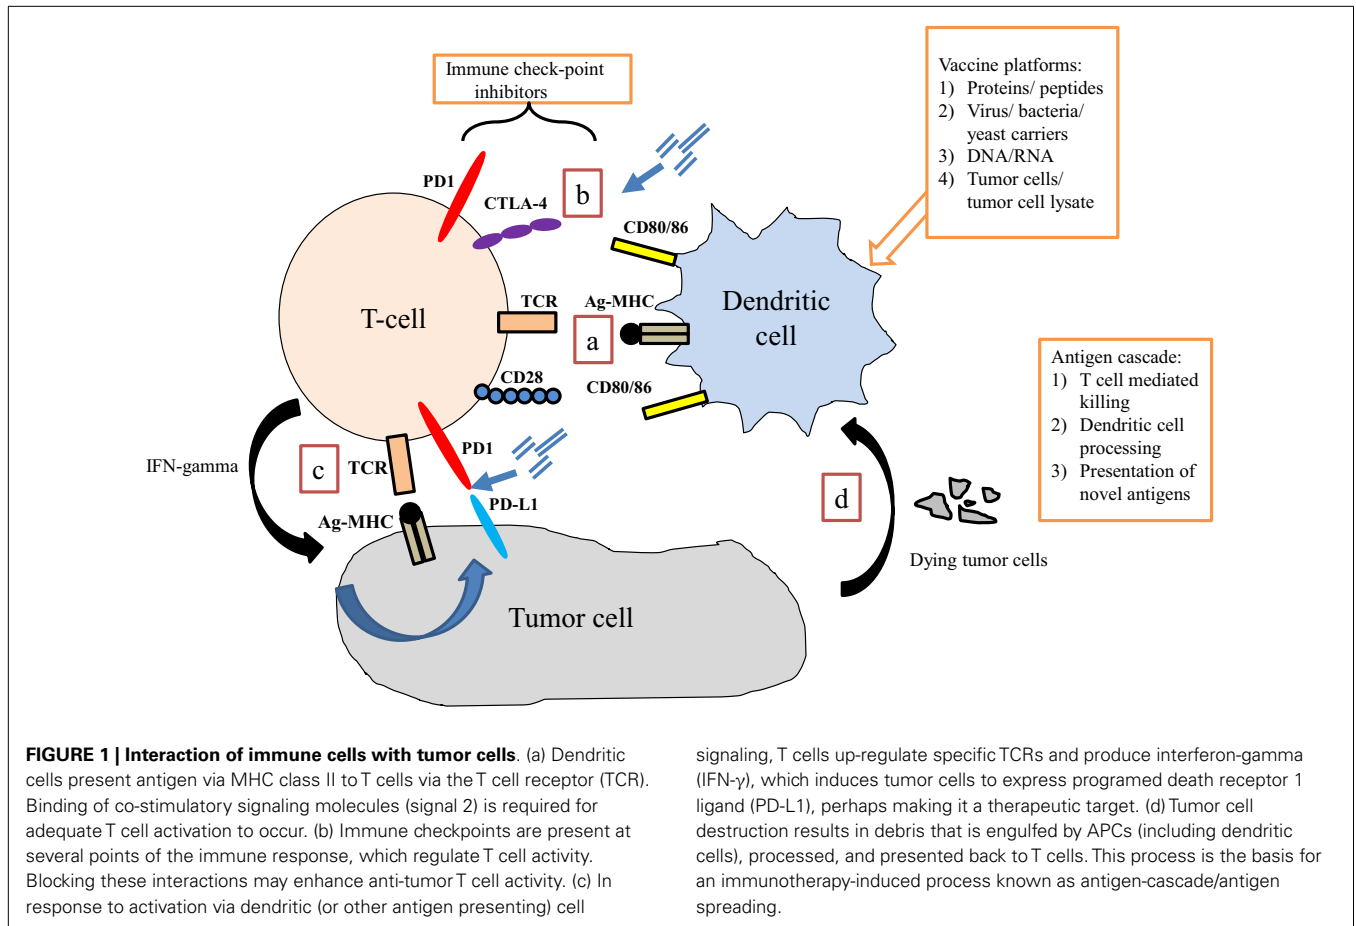 Immune check-point
inhibitors
Vaccine platforms:
1) Proteins/ peptides
2) Virus/ bacteria/
yeast carriers
3) DNA/RNA
4) Tumor cells/
tumor cell lysate
PD1
CTLA-4
b
CD80/86
T-cell
TCR
a
Ag-MHC
Dendritic
cell
CD28
CD80/86
Antigen cascade:
1) T cell mediated
killing
2) Dendritic cell
processing
3) Presentation of
novel antigens
IFN-gamma
c
TCR
PD1
Ag-MHC
PD-L1
d
Dying tumor cells
Tumor cell
FIGURE 1 | Interaction of immune cells with tumor cells. (a) Dendritic
cells present antigen via MHC class II to T cells via the T cell receptor (TCR).
Binding of co-stimulatory signaling molecules (signal 2) is required for
adequate T cell activation to occur. (b) Immune checkpoints are present at
several points of the immune response, which regulate T cell activity.
Blocking these interactions may enhance anti-tumor T cell activity. (c) In
response to activation via dendritic (or other antigen presenting) cell
signaling, T cells up-regulate specific TCRs and produce interferon-gamma
(IFN-γ), which induces tumor cells to express programed death receptor 1
ligand (PD-L1), perhaps making it a therapeutic target. (d) Tumor cell
destruction results in debris that is engulfed by APCs (including dendritic
cells), processed, and presented back to T cells. This process is the basis for
an immunotherapy-induced process known as antigen-cascade/antigen
spreading.